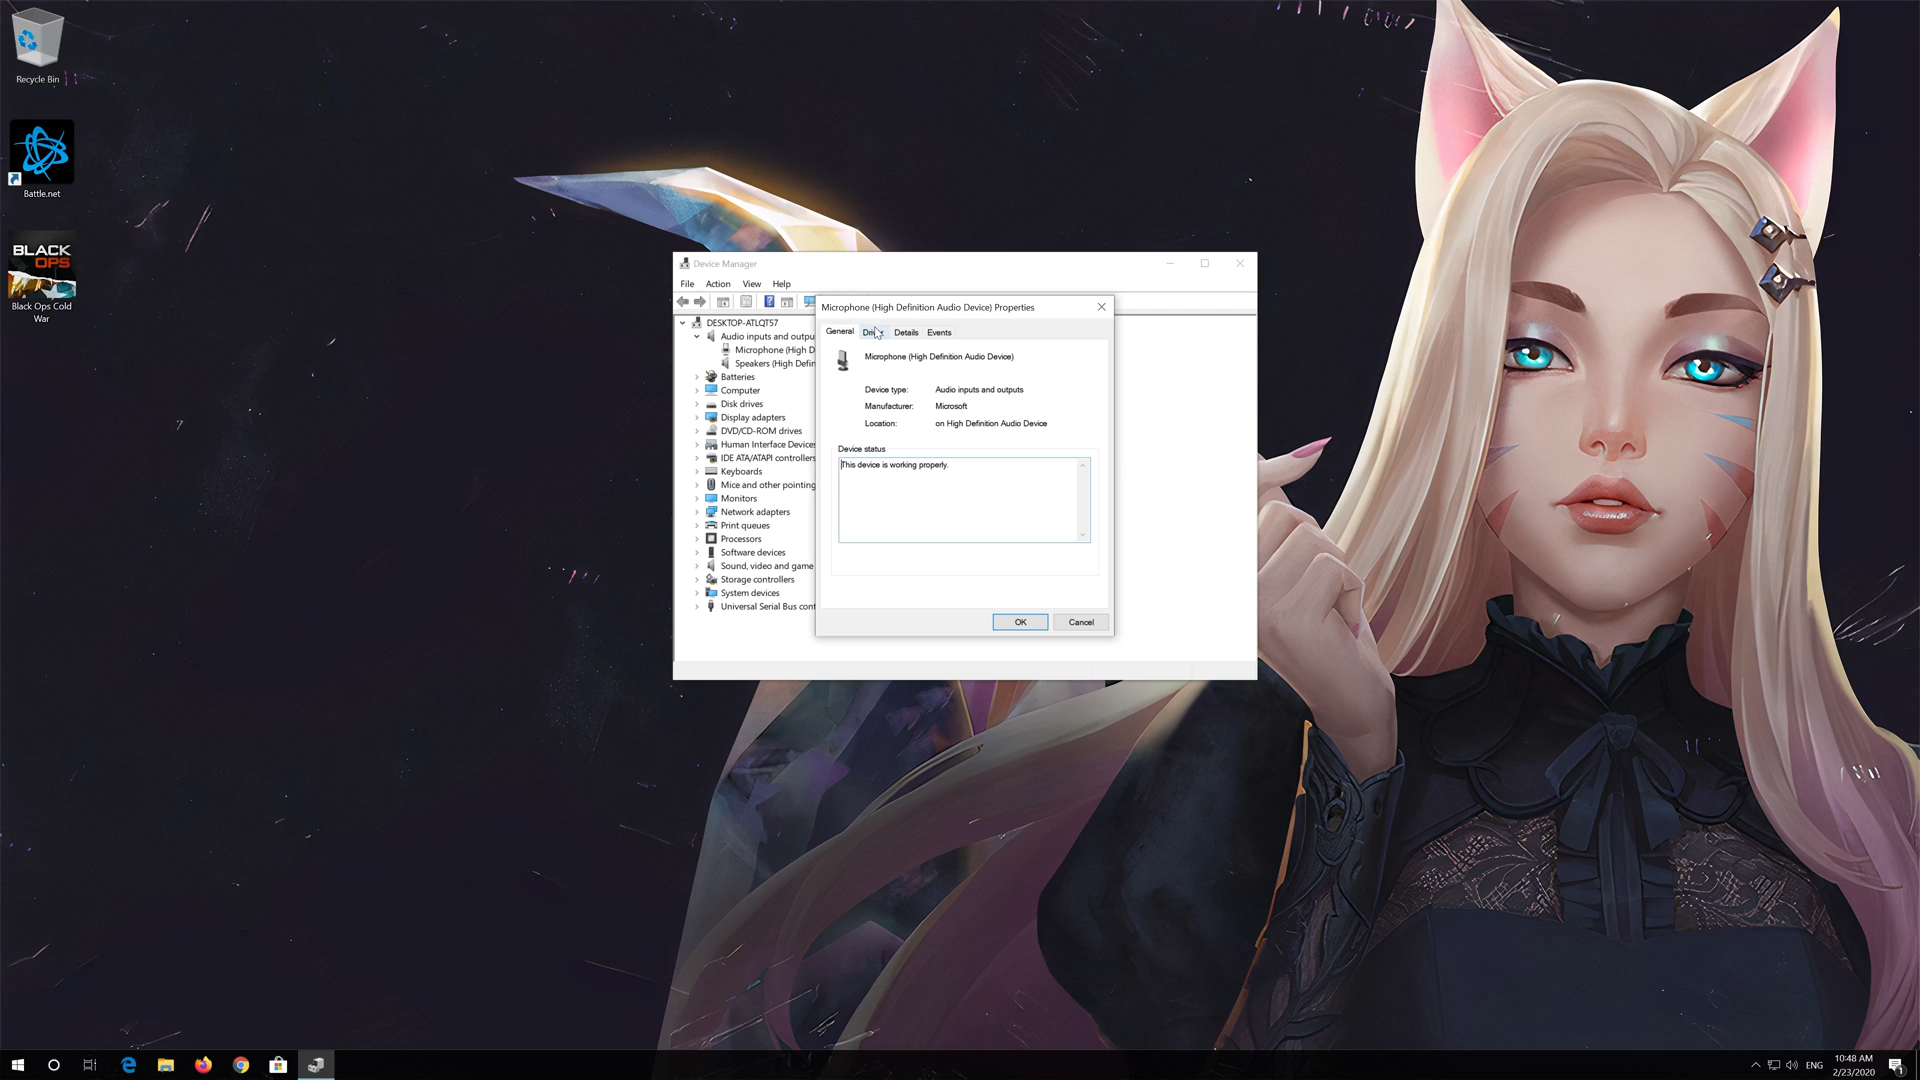 Recycle Bin
Battle.net
BLACK
OPS
Black Ops Cold
War
Device Manager
File Action View Help
DESKTOP-ATLQT57
Audio inputs and outpu
Microphone (High D
Speakers (High Defin
Batteries
Computer
Disk drives
Display adapters
DVD/CD-ROM drives
Human Interface Devices
IDE ATA/ATAPI controllers
Keyboards
Mice and other pointing
Monitors
Network adapters
Print queues
Processors
Software devices
Sound, video and game
Storage controllers
System devices
Universal Serial Bus cont
Microphone (High Definition Audio Device) Properties
General Driver Details Events
Microphone (High Definition Audio Device)
Device type: Audio inputs and outputs
Manufacturer: Microsoft
Location: on High Definition Audio Device
Device status
This device is working properly.
OK Cancel
ENG
10:48 AM
2/23/2020
1